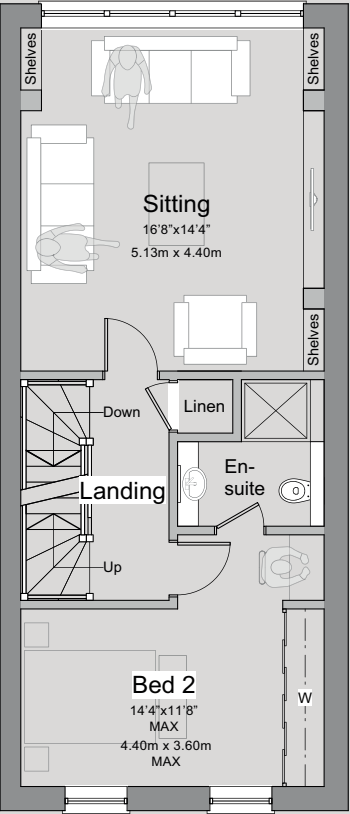 Shelves
Shelves
Sitting
16'8"x14'4"
5.13m x 4.40m
Shelves
Linen
Down
En-
suite
Landing
Up
Bed 2
14'4"x11'8"
MAX
4.40m x 3.60m
MAX
W